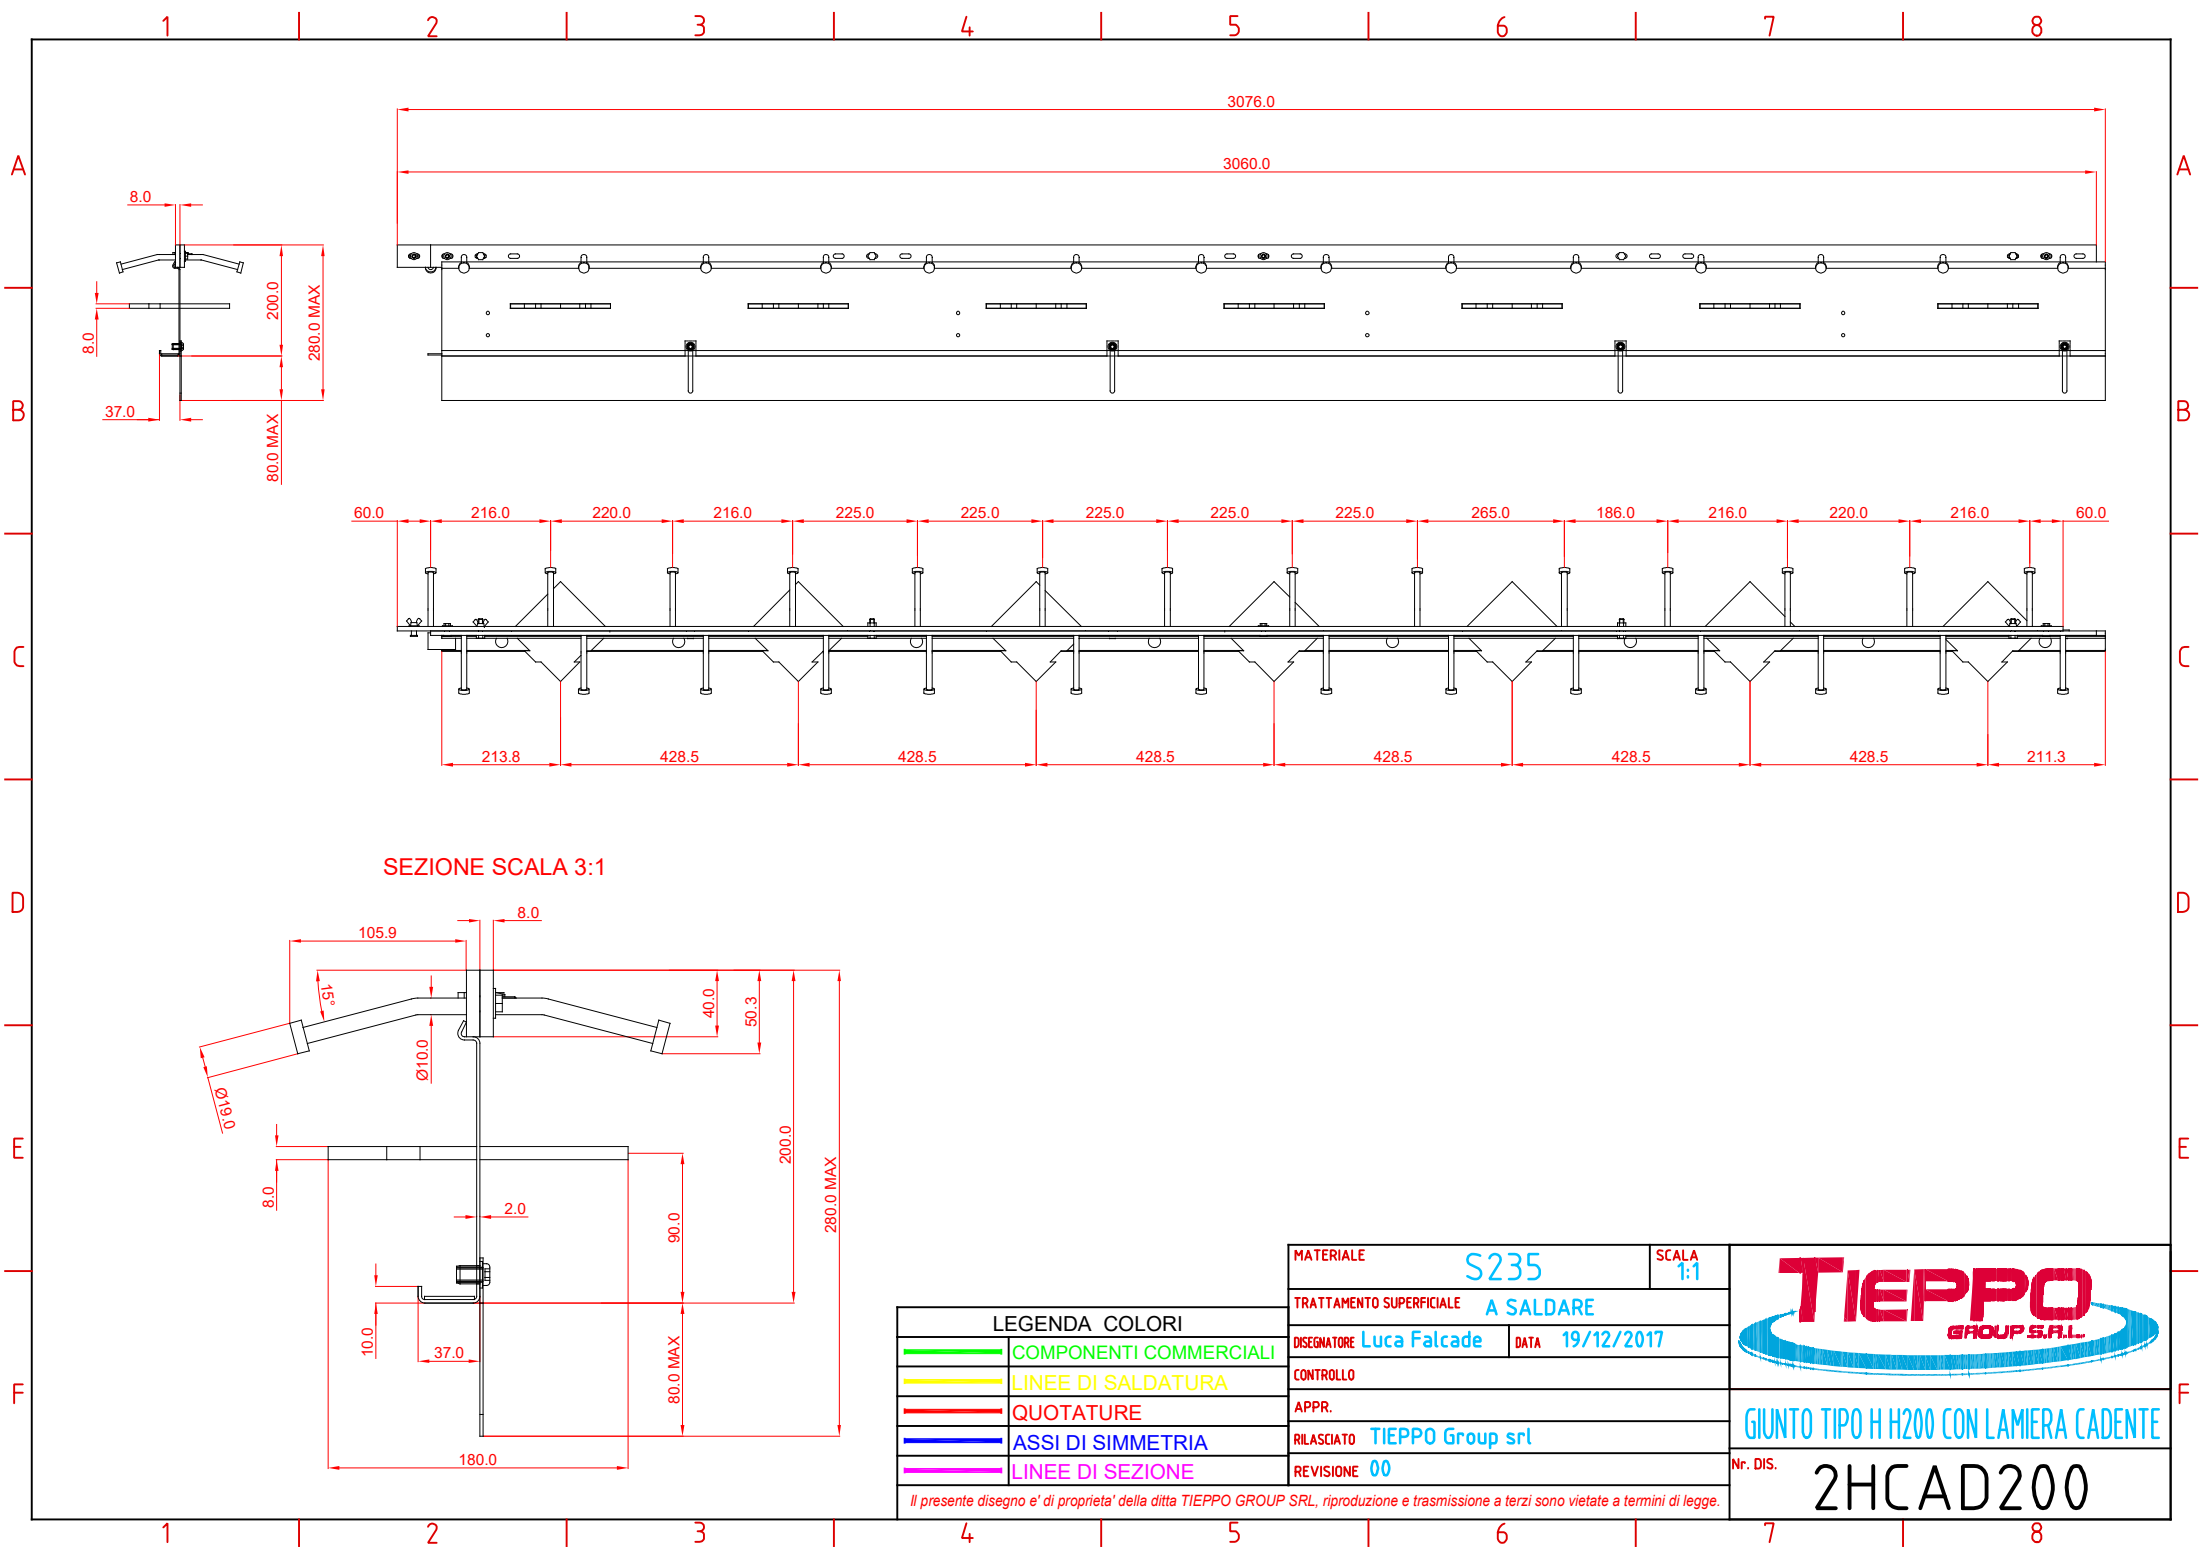 1 2 3 4 5 6 7 8
A A
B B
C C
D D
E E
F F
1 2 3 4 5 6 7 8
3076.0
3060.0
8.0
8.0
37.0
200.0
280.0 MAX
80.0 MAX
60.0 216.0 220.0 216.0 225.0 225.0 225.0 225.0 225.0 265.0 186.0 216.0 220.0 216.0 60.0
213.8 428.5 428.5 428.5 428.5 428.5 428.5 211.3
SEZIONE SCALA 3:1
8.0
105.9
15°
Ø10.0
Ø19.0
40.0
50.3
200.0
280.0 MAX
8.0
2.0
90.0
10.0
37.0
80.0 MAX
180.0
LEGENDA COLORI
COMPONENTI COMMERCIALI
LINEE DI SALDATURA
QUOTATURE
ASSI DI SIMMETRIA
LINEE DI SEZIONE
Il presente disegno e' di proprieta' della ditta TIEPPO GROUP SRL, riproduzione e trasmissione a terzi sono vietate a termini di legge.
MATERIALE S235
SCALA 1:1
TRATTAMENTO SUPERFICIALE A SALDARE
DISEGNATORE Luca Falcade DATA 19/12/2017
CONTROLLO
APPR.
RILASCIATO TIEPPO Group srl
REVISIONE 00
TIEPPO
GROUP S.R.L.
GIUNTO TIPO H H200 CON LAMIERA CADENTE
Nr. DIS.
2HCAD200